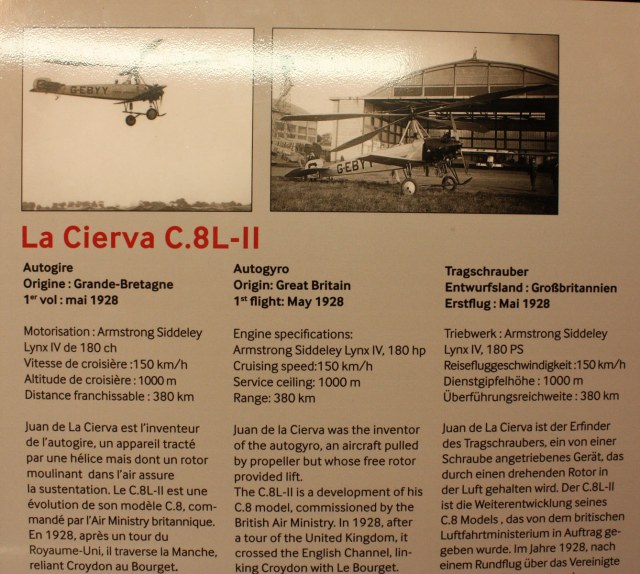 G-EBYY
G-EBYY
La Cierva C.8L-II
Autogire
Origine : Grande-Bretagne
1er vol : mai 1928
Motorisation : Armstrong Siddeley
Lynx IV de 180 ch
Vitesse de croisière :150 km/h
Altitude de croisière : 1000 m
Distance franchissable : 380 km
Juan de La Cierva est l'inventeur
de l'autogire, un appareil tracté
par une hélice mais dont un rotor
moulinant dans l'air assure
la sustentation. Le C.8L-II est une
évolution de son modèle C.8, com-
mandé par l'Air Ministry britannique.
En 1928, après un tour du
Royaume-Uni, il traverse la Manche,
reliant Croydon au Bourget.
Autogyro
Origin: Great Britain
1st flight: May 1928
Engine specifications:
Armstrong Siddeley Lynx IV, 180 hp
Cruising speed:150 km/h
Service ceiling: 1000 m
Range: 380 km
Juan de la Cierva was the inventor
of the autogyro, an aircraft pulled
by propeller but whose free rotor
provided lift.
The C.8L-II is a development of his
C.8 model, commissioned by the
British Air Ministry. In 1928, after
a tour of the United Kingdom, it
crossed the English Channel, lin-
king Croydon with Le Bourget.
Tragschrauber
Entwurfsland : Großbritannien
Erstflug : Mai 1928
Triebwerk : Armstrong Siddeley
Lynx IV, 180 PS
Reisefluggeschwindigkeit :150 km/h
Dienstgipfelhöhe : 1000 m
Überführungsreichweite : 380 km
Juan de La Cierva ist der Erfinder
des Tragschraubers, ein von einer
Schraube angetriebenes Gerät, das
durch einen drehenden Rotor in
der Luft gehalten wird. Der C.8L-II
ist die Weiterentwicklung seines
C.8 Models , das von dem britischen
Luftfahrtministerium in Auftrag ge-
geben wurde. Im Jahre 1928, nach
einem Rundflug über das Vereinigte